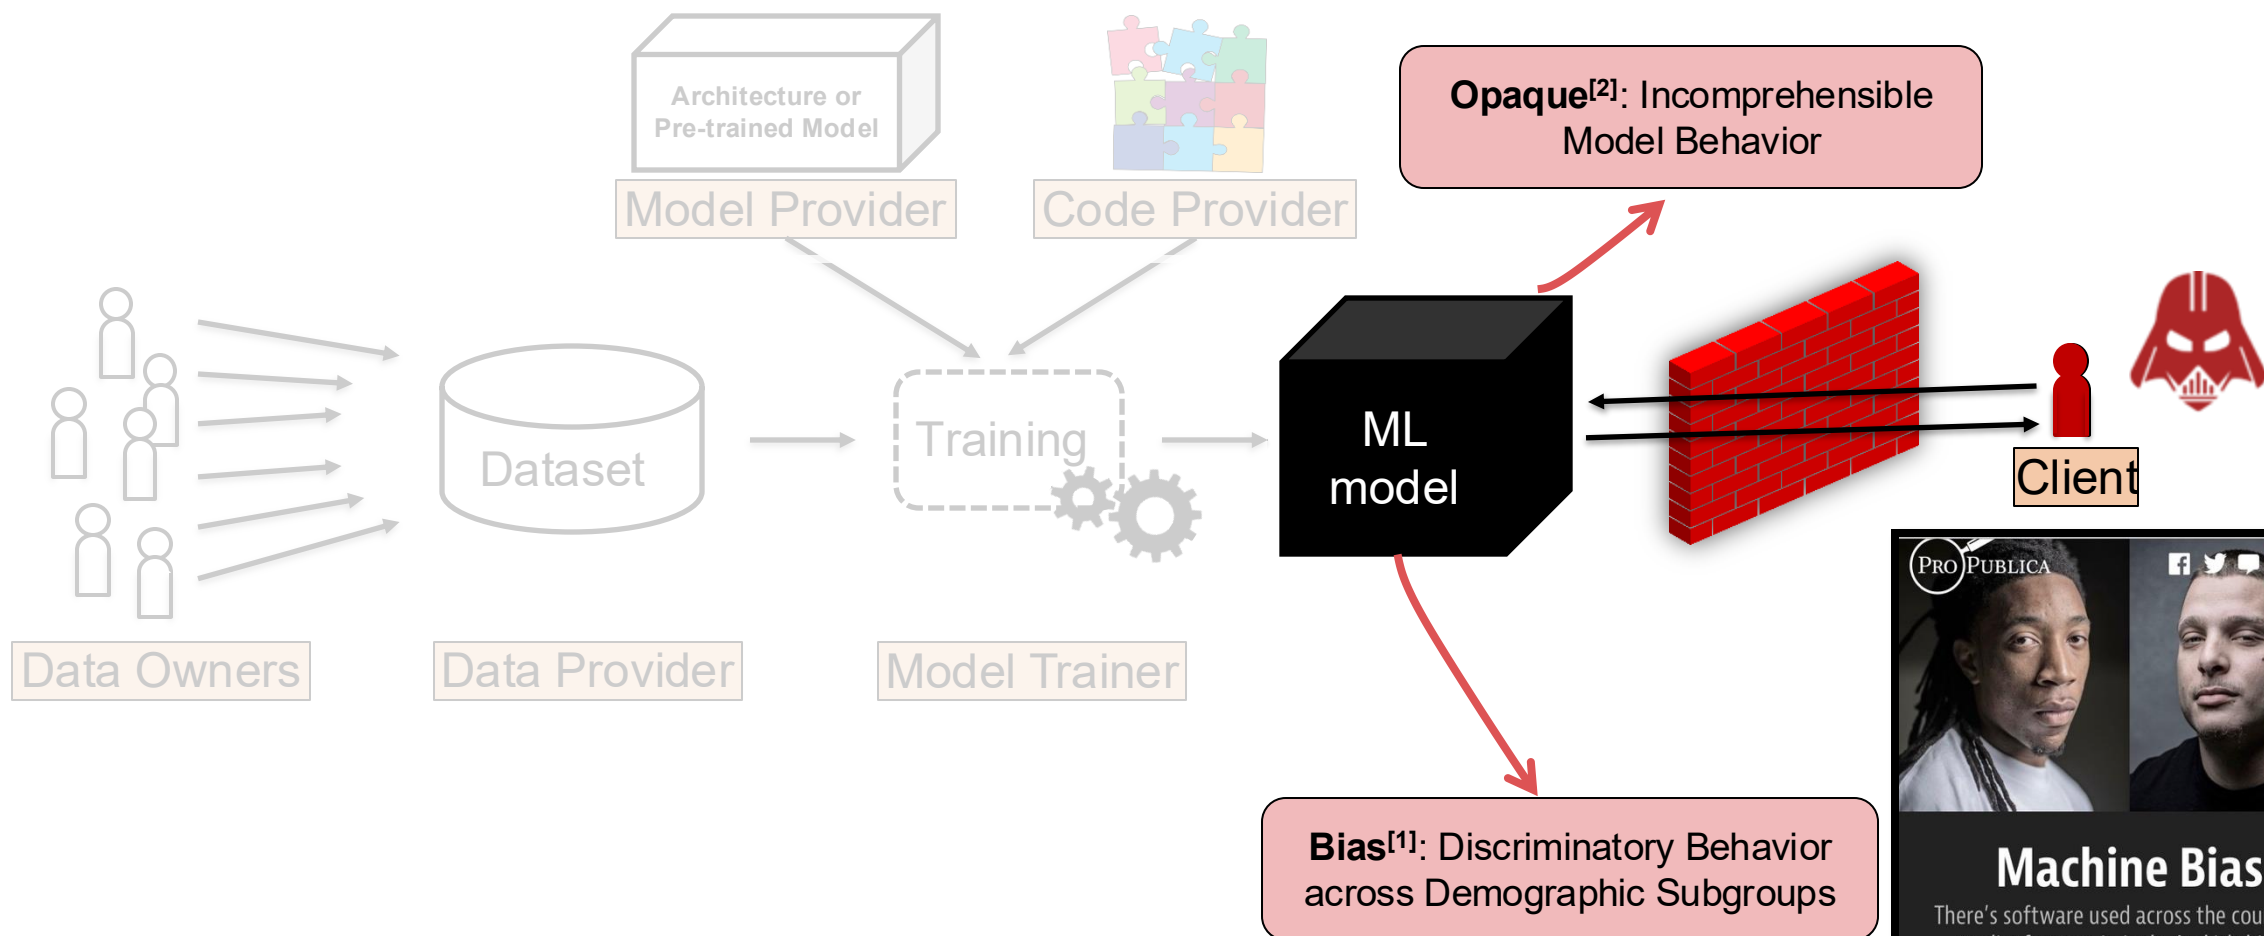 Architecture or
Pre-trained Model
Model Provider
Code Provider
Opaque[2]: Incomprehensible
Model Behavior
Dataset
Training
ML
model
Client
Data Owners
Data Provider
Model Trainer
PRO PUBLICA
Bias[1]: Discriminatory Behavior
across Demographic Subgroups
Machine Bias
There's software used across the cou